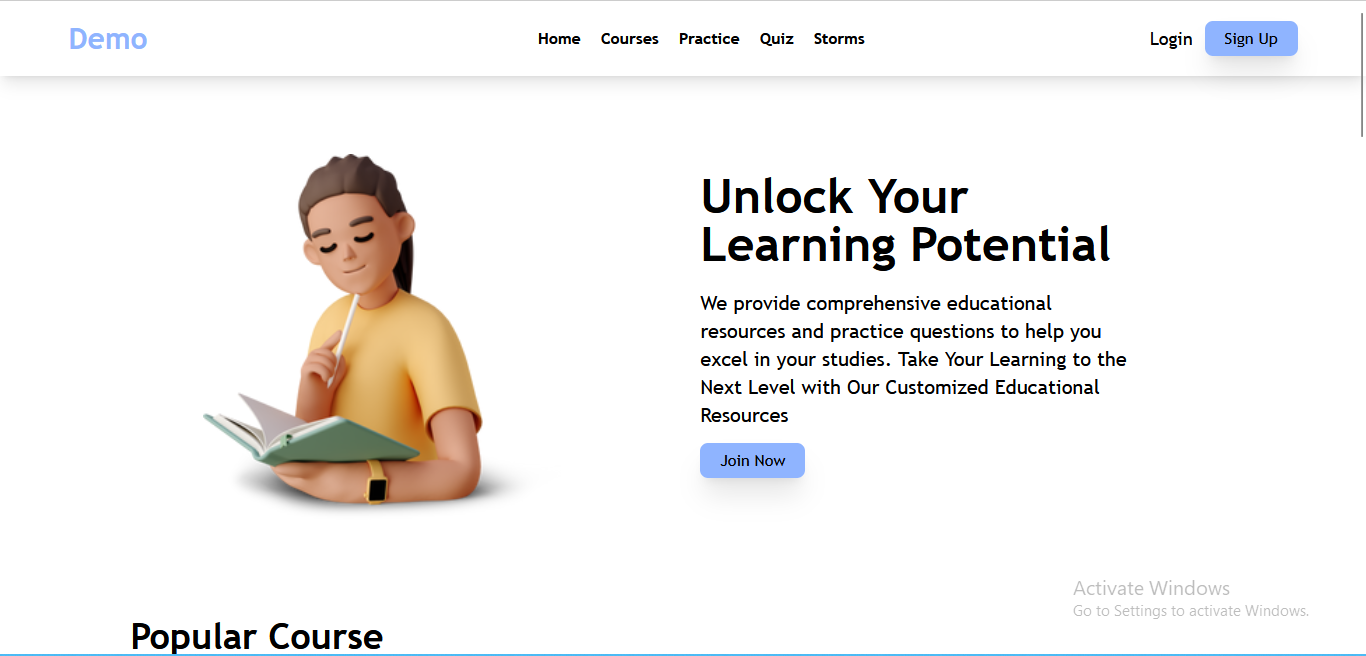 Demo
Home Courses Practice Quiz Storms
Login Sign Up
Unlock Your
Learning Potential
We provide comprehensive educational
resources and practice questions to help you
excel in your studies. Take Your Learning to the
Next Level with Our Customized Educational
Resources
Join Now
Activate Windows
Go to Settings to activate Windows.
Popular Course